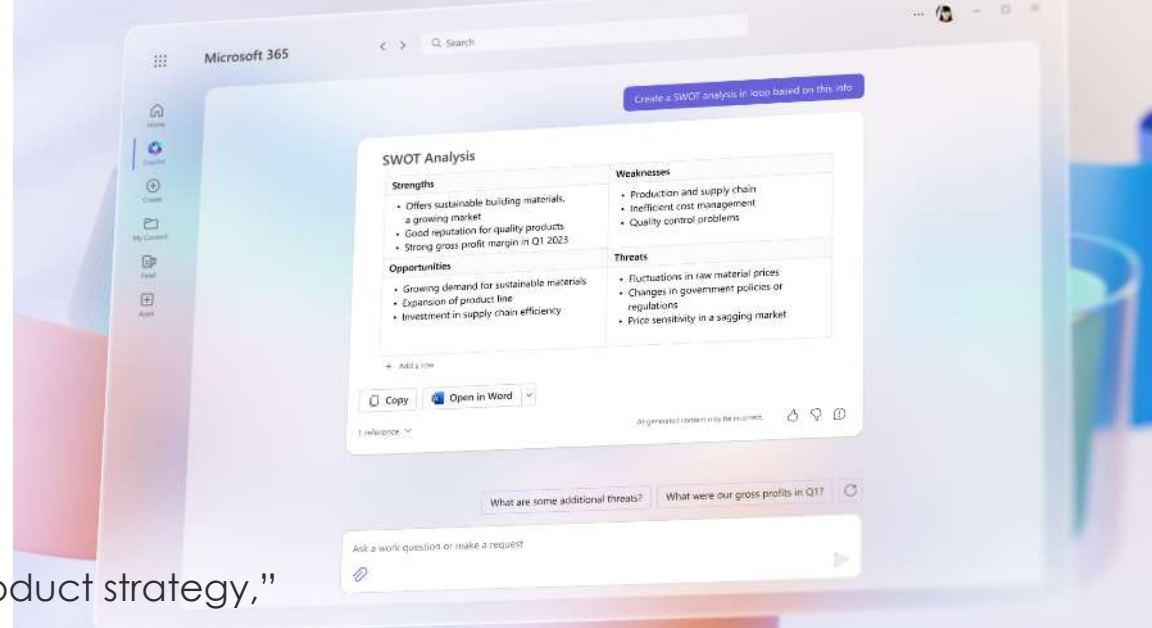 Microsoft 365
Search
Home
Copilot
Create
My Content
Feed
Apps
Create a SWOT analysis in loop based on this info
SWOT Analysis
Strengths
• Offers sustainable building materials,
a growing market
• Good reputation for quality products
• Strong gross profit margin in Q1 2023
Weaknesses
• Production and supply chain
• Inefficient cost management
• Quality control problems
Opportunities
• Growing demand for sustainable materials
• Expansion of product line
• Investment in supply chain efficiency
Threats
• Fluctuations in raw material prices
• Changes in government policies or
regulations
• Price sensitivity in a sagging market
+ Add a row
Copy
Open in Word
1 reference
AI-generated content may be incorrect.
What are some additional threats?
What were our gross profits in Q1?
Ask a work question or make a request
oduct strategy,”